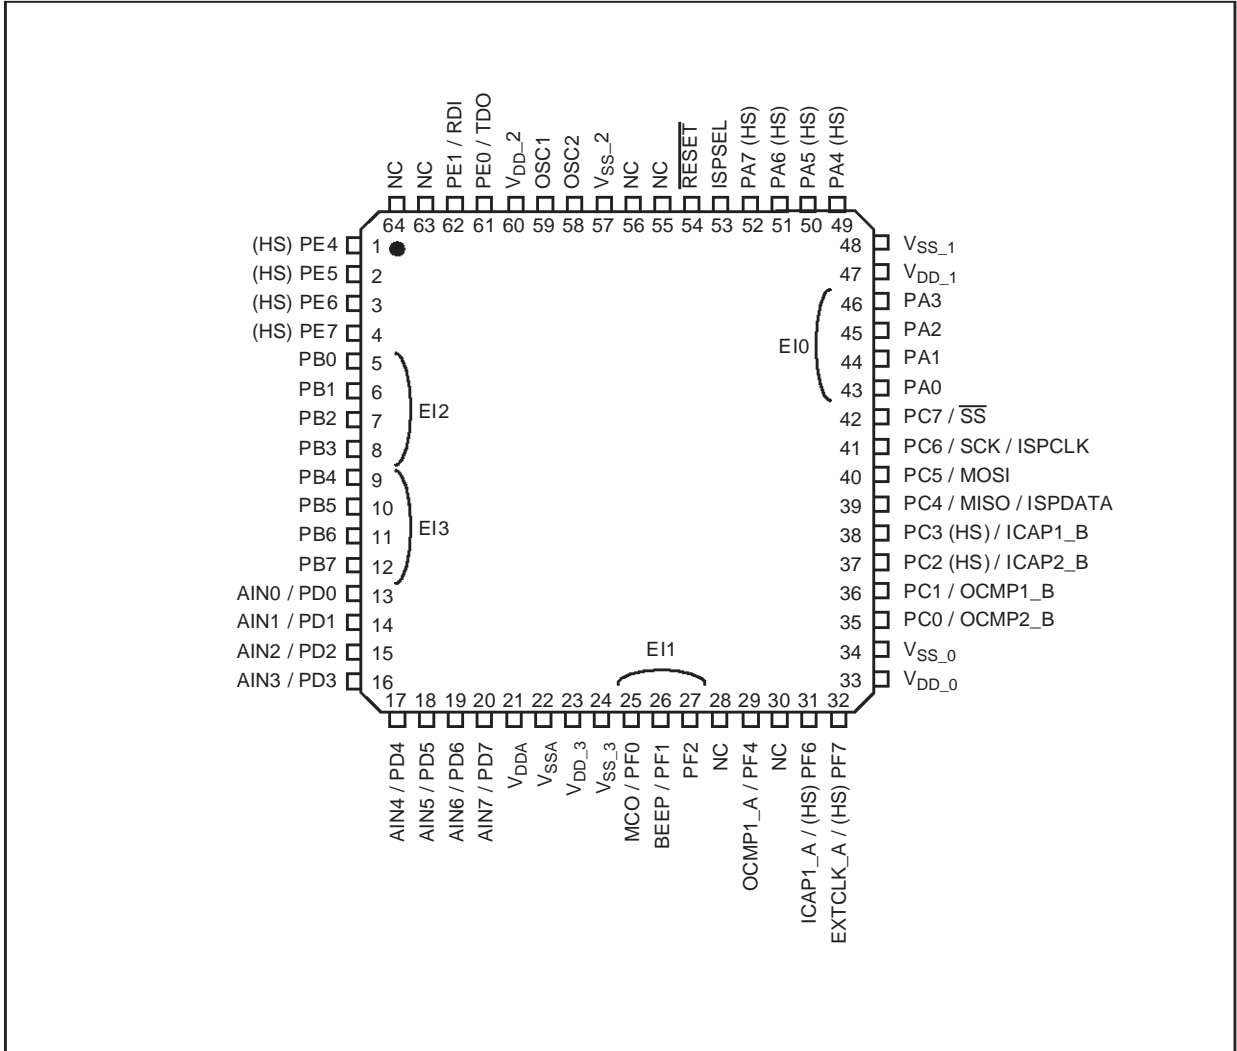 NC
NC
PE1 / RDI
PE0 / TDO
VDD_2
OSC1
OSC2
VSS_2
NC
NC
RESET
ISPSEL
PA7 (HS)
PA6 (HS)
PA5 (HS)
PA4 (HS)
64 63 62 61 60 59 58 57 56 55 54 53 52 51 50 49
(HS) PE4 1
(HS) PE5 2
(HS) PE6 3
(HS) PE7 4
PB0 5
PB1 6
PB2 7
PB3 8
PB4 9
PB5 10
PB6 11
PB7 12
AIN0 / PD0 13
AIN1 / PD1 14
AIN2 / PD2 15
AIN3 / PD3 16
EI2
EI3
EI0
EI1
48 VSS_1
47 VDD_1
46 PA3
45 PA2
44 PA1
43 PA0
42 PC7 / SS
41 PC6 / SCK / ISPCLK
40 PC5 / MOSI
39 PC4 / MISO / ISPDATA
38 PC3 (HS) / ICAP1_B
37 PC2 (HS) / ICAP2_B
36 PC1 / OCMP1_B
35 PC0 / OCMP2_B
34 VSS_0
33 VDD_0
17 18 19 20 21 22 23 24 25 26 27 28 29 30 31 32
AIN4 / PD4
AIN5 / PD5
AIN6 / PD6
AIN7 / PD7
VDDA
VSSA
VDD_3
VSS_3
MCO / PF0
BEEP / PF1
PF2
NC
OCMP1_A / PF4
NC
ICAP1_A / (HS) PF6
EXTCLK_A / (HS) PF7